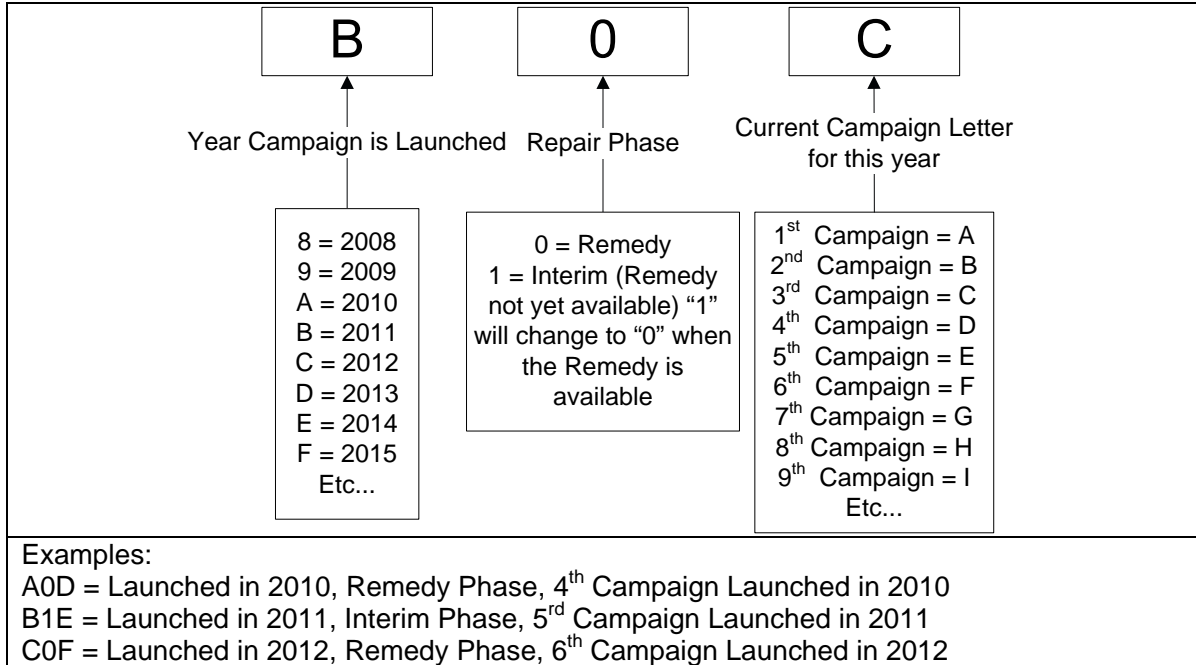 B 0 C
Year Campaign is Launched
Repair Phase
Current Campaign Letter
for this year
8 = 2008
9 = 2009
A = 2010
B = 2011
C = 2012
D = 2013
E = 2014
F = 2015
Etc...
0 = Remedy
1 = Interim (Remedy
not yet available) “1”
will change to “0” when
the Remedy is
available
1st Campaign = A
2nd Campaign = B
3rd Campaign = C
4th Campaign = D
5th Campaign = E
6th Campaign = F
7th Campaign = G
8th Campaign = H
9th Campaign = I
Etc...
Examples:
A0D = Launched in 2010, Remedy Phase, 4th Campaign Launched in 2010
B1E = Launched in 2011, Interim Phase, 5rd Campaign Launched in 2011
C0F = Launched in 2012, Remedy Phase, 6th Campaign Launched in 2012